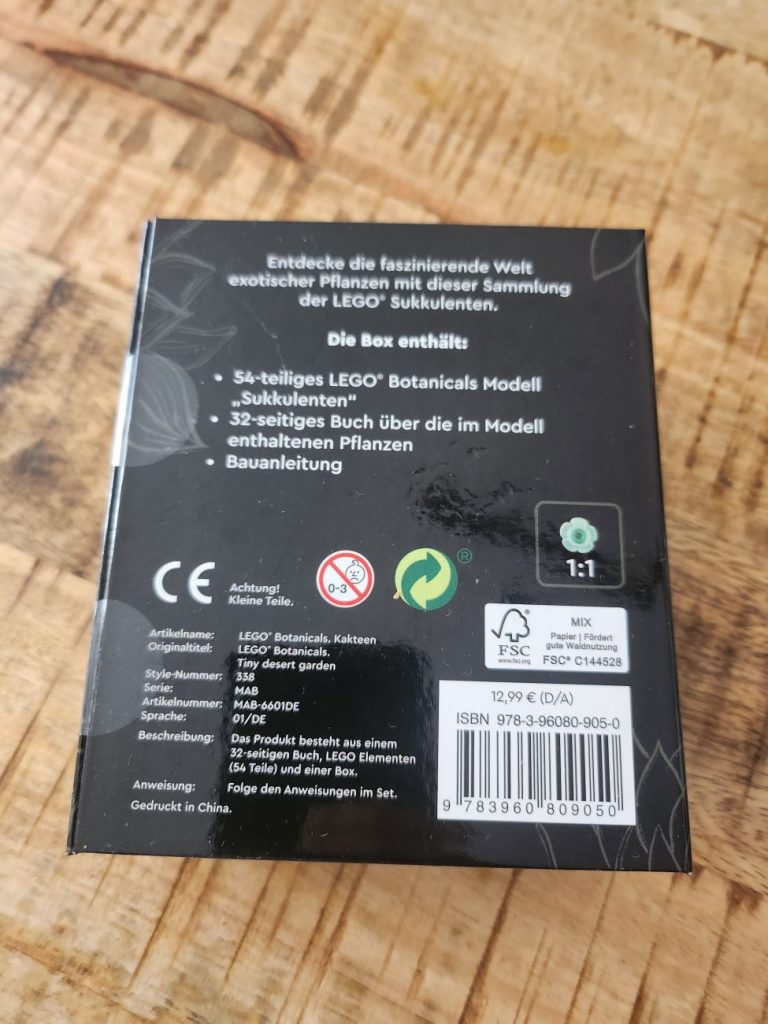 Entdecke die faszinierende Welt
exotischer Pflanzen mit dieser Sammlung
der LEGO® Sukkulenten.
Die Box enthält:
• 54-teiliges LEGO® Botanicals Modell
„Sukkulenten“
• 32-seitiges Buch über die im Modell
enthaltenen Pflanzen
• Bauanleitung
1:1
CE
Achtung!
Kleine Teile.
0-3
®
FSC
www.fsc.org
MIX
Papier | Fördert
gute Waldnutzung
FSC® C144528
Artikelname: LEGO® Botanicals. Kakteen
Originaltitel: LEGO® Botanicals.
Tiny desert garden
Style-Nummer: 338
Serie: MAB
Artikelnummer: MAB-6601DE
Sprache: 01/DE
Beschreibung: Das Produkt besteht aus einem
32-seitigen Buch, LEGO Elementen
(54 Teile) und einer Box.
Anweisung: Folge den Anweisungen im Set.
Gedruckt in China.
12,99 € (D/A)
ISBN 978-3-96080-905-0
9 783960 809050